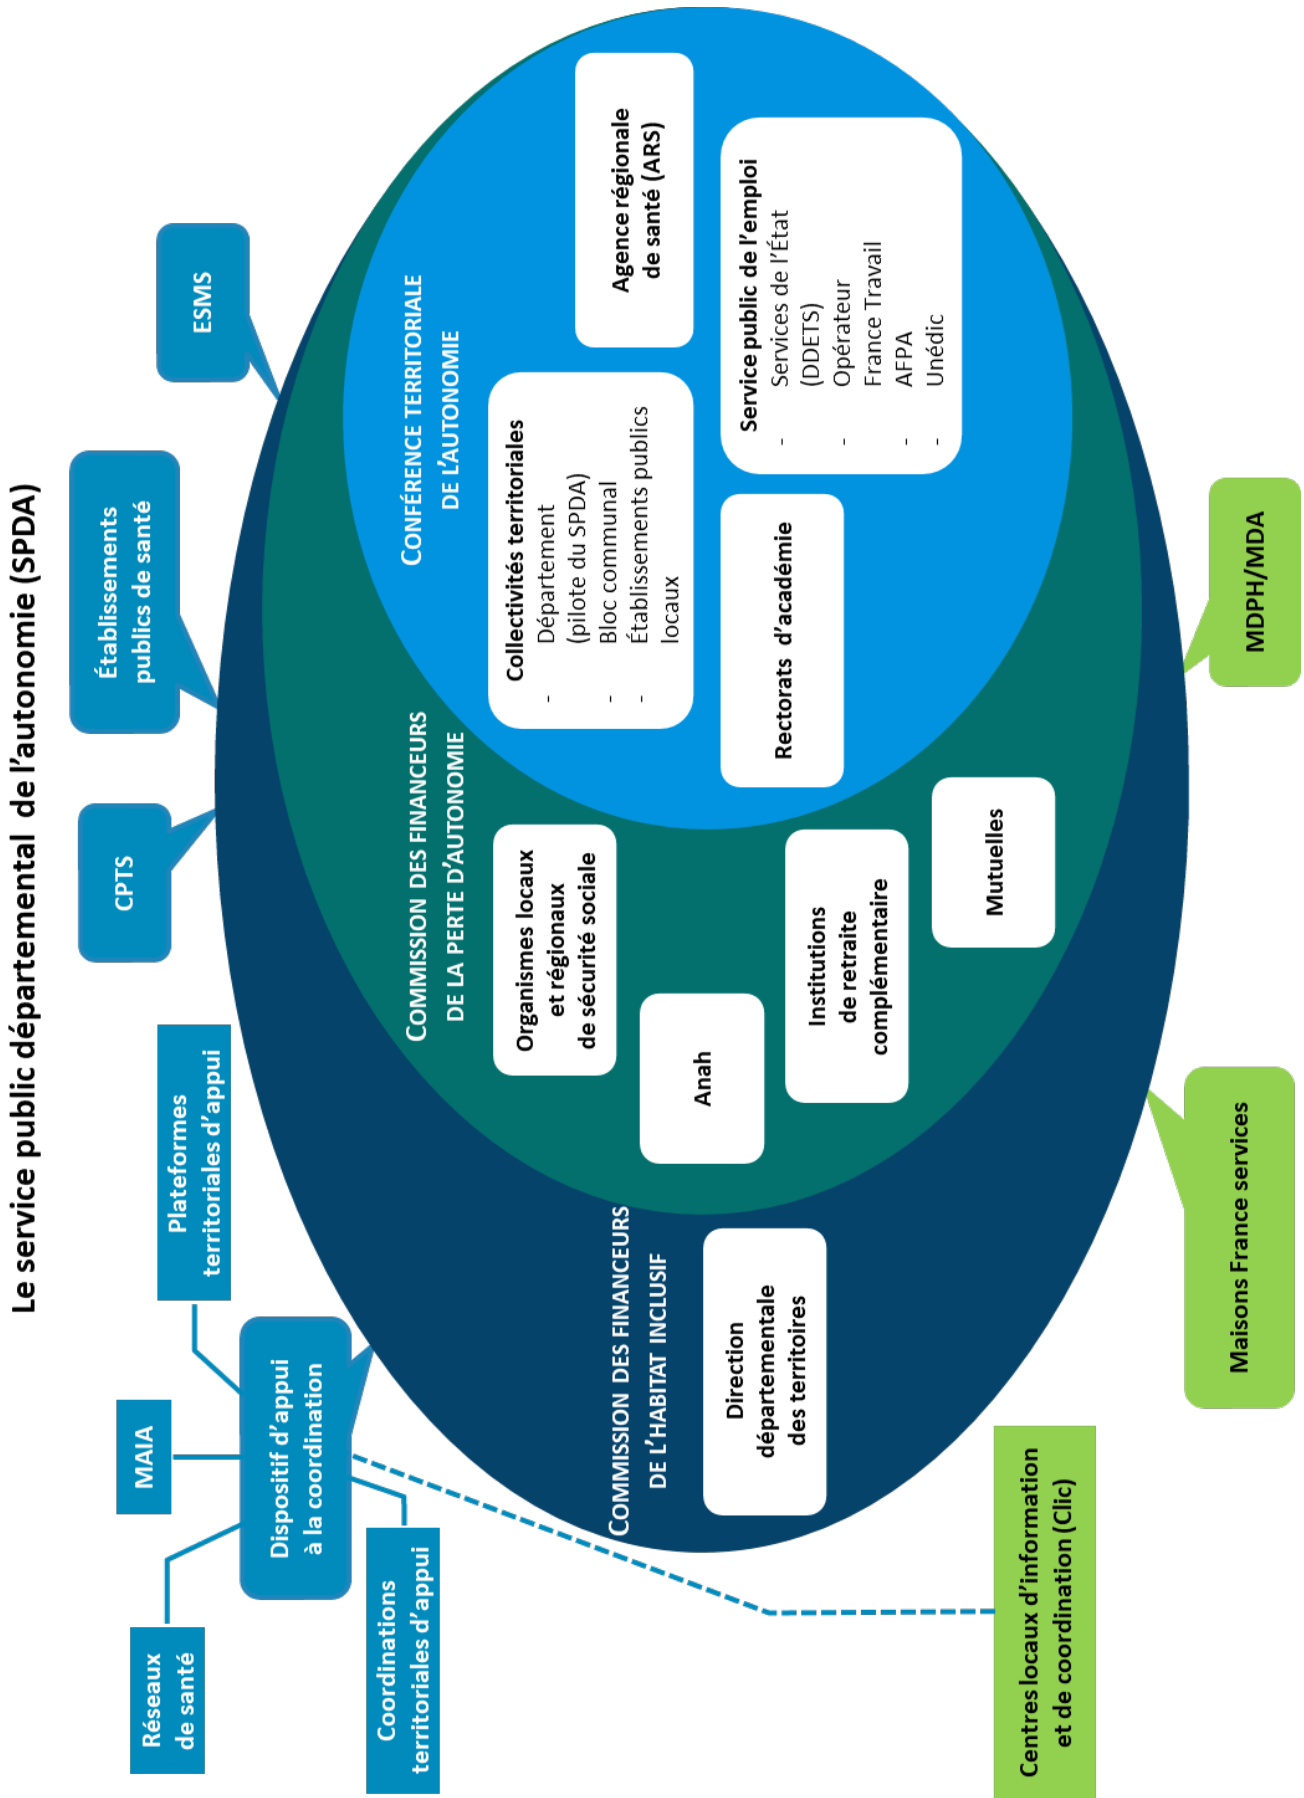 Le service public départemental de l'autonomie (SPDA)
Réseaux
de santé
MAIA
Plateformes
territoriales d'appui
Coordinations
territoriales d'appui
Dispositif d'appui
à la coordination
CPTS
Établissements
publics de santé
ESMS
COMMISSION DES FINANCEURS
DE L'HABITAT INCLUSIF
Direction
départementale
des territoires
COMMISSION DES FINANCEURS
DE LA PERTE D'AUTONOMIE
Organismes locaux
et régionaux
de sécurité sociale
Anah
Institutions
de retraite
complémentaire
Mutuelles
CONFÉRENCE TERRITORIALE
DE L'AUTONOMIE
Collectivités territoriales
- Département
(pilote du SPDA)
- Bloc communal
- Établissements publics
locaux
Agence régionale
de santé (ARS)
Rectorats d'académie
Service public de l'emploi
- Services de l'État
(DDETS)
- Opérateur
France Travail
- AFPA
- Unédic
Centres locaux d'information
et de coordination (Clic)
Maisons France services
MDPH/MDA